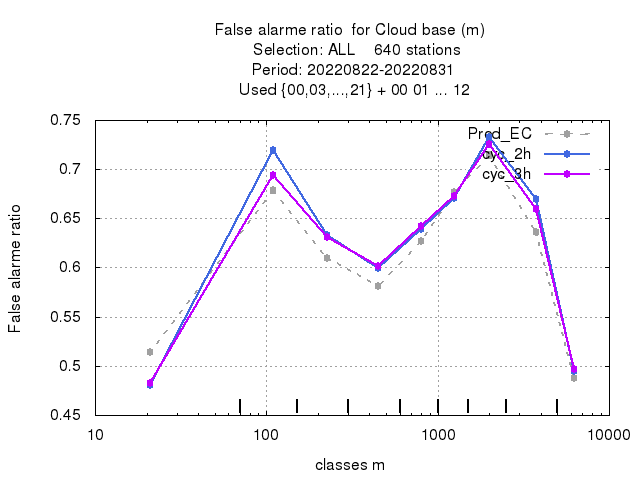 False alarme ratio  for Cloud base (m)
Selection: ALL    640 stations
Period: 20220822-20220831
Used {00,03,...,21} + 00 01 ... 12
0.75
0.7
0.65
0.6
0.55
0.5
0.45
False alarme ratio
Prod_EC
cyc_2h
cyc_3h
10
100
1000
10000
classes m